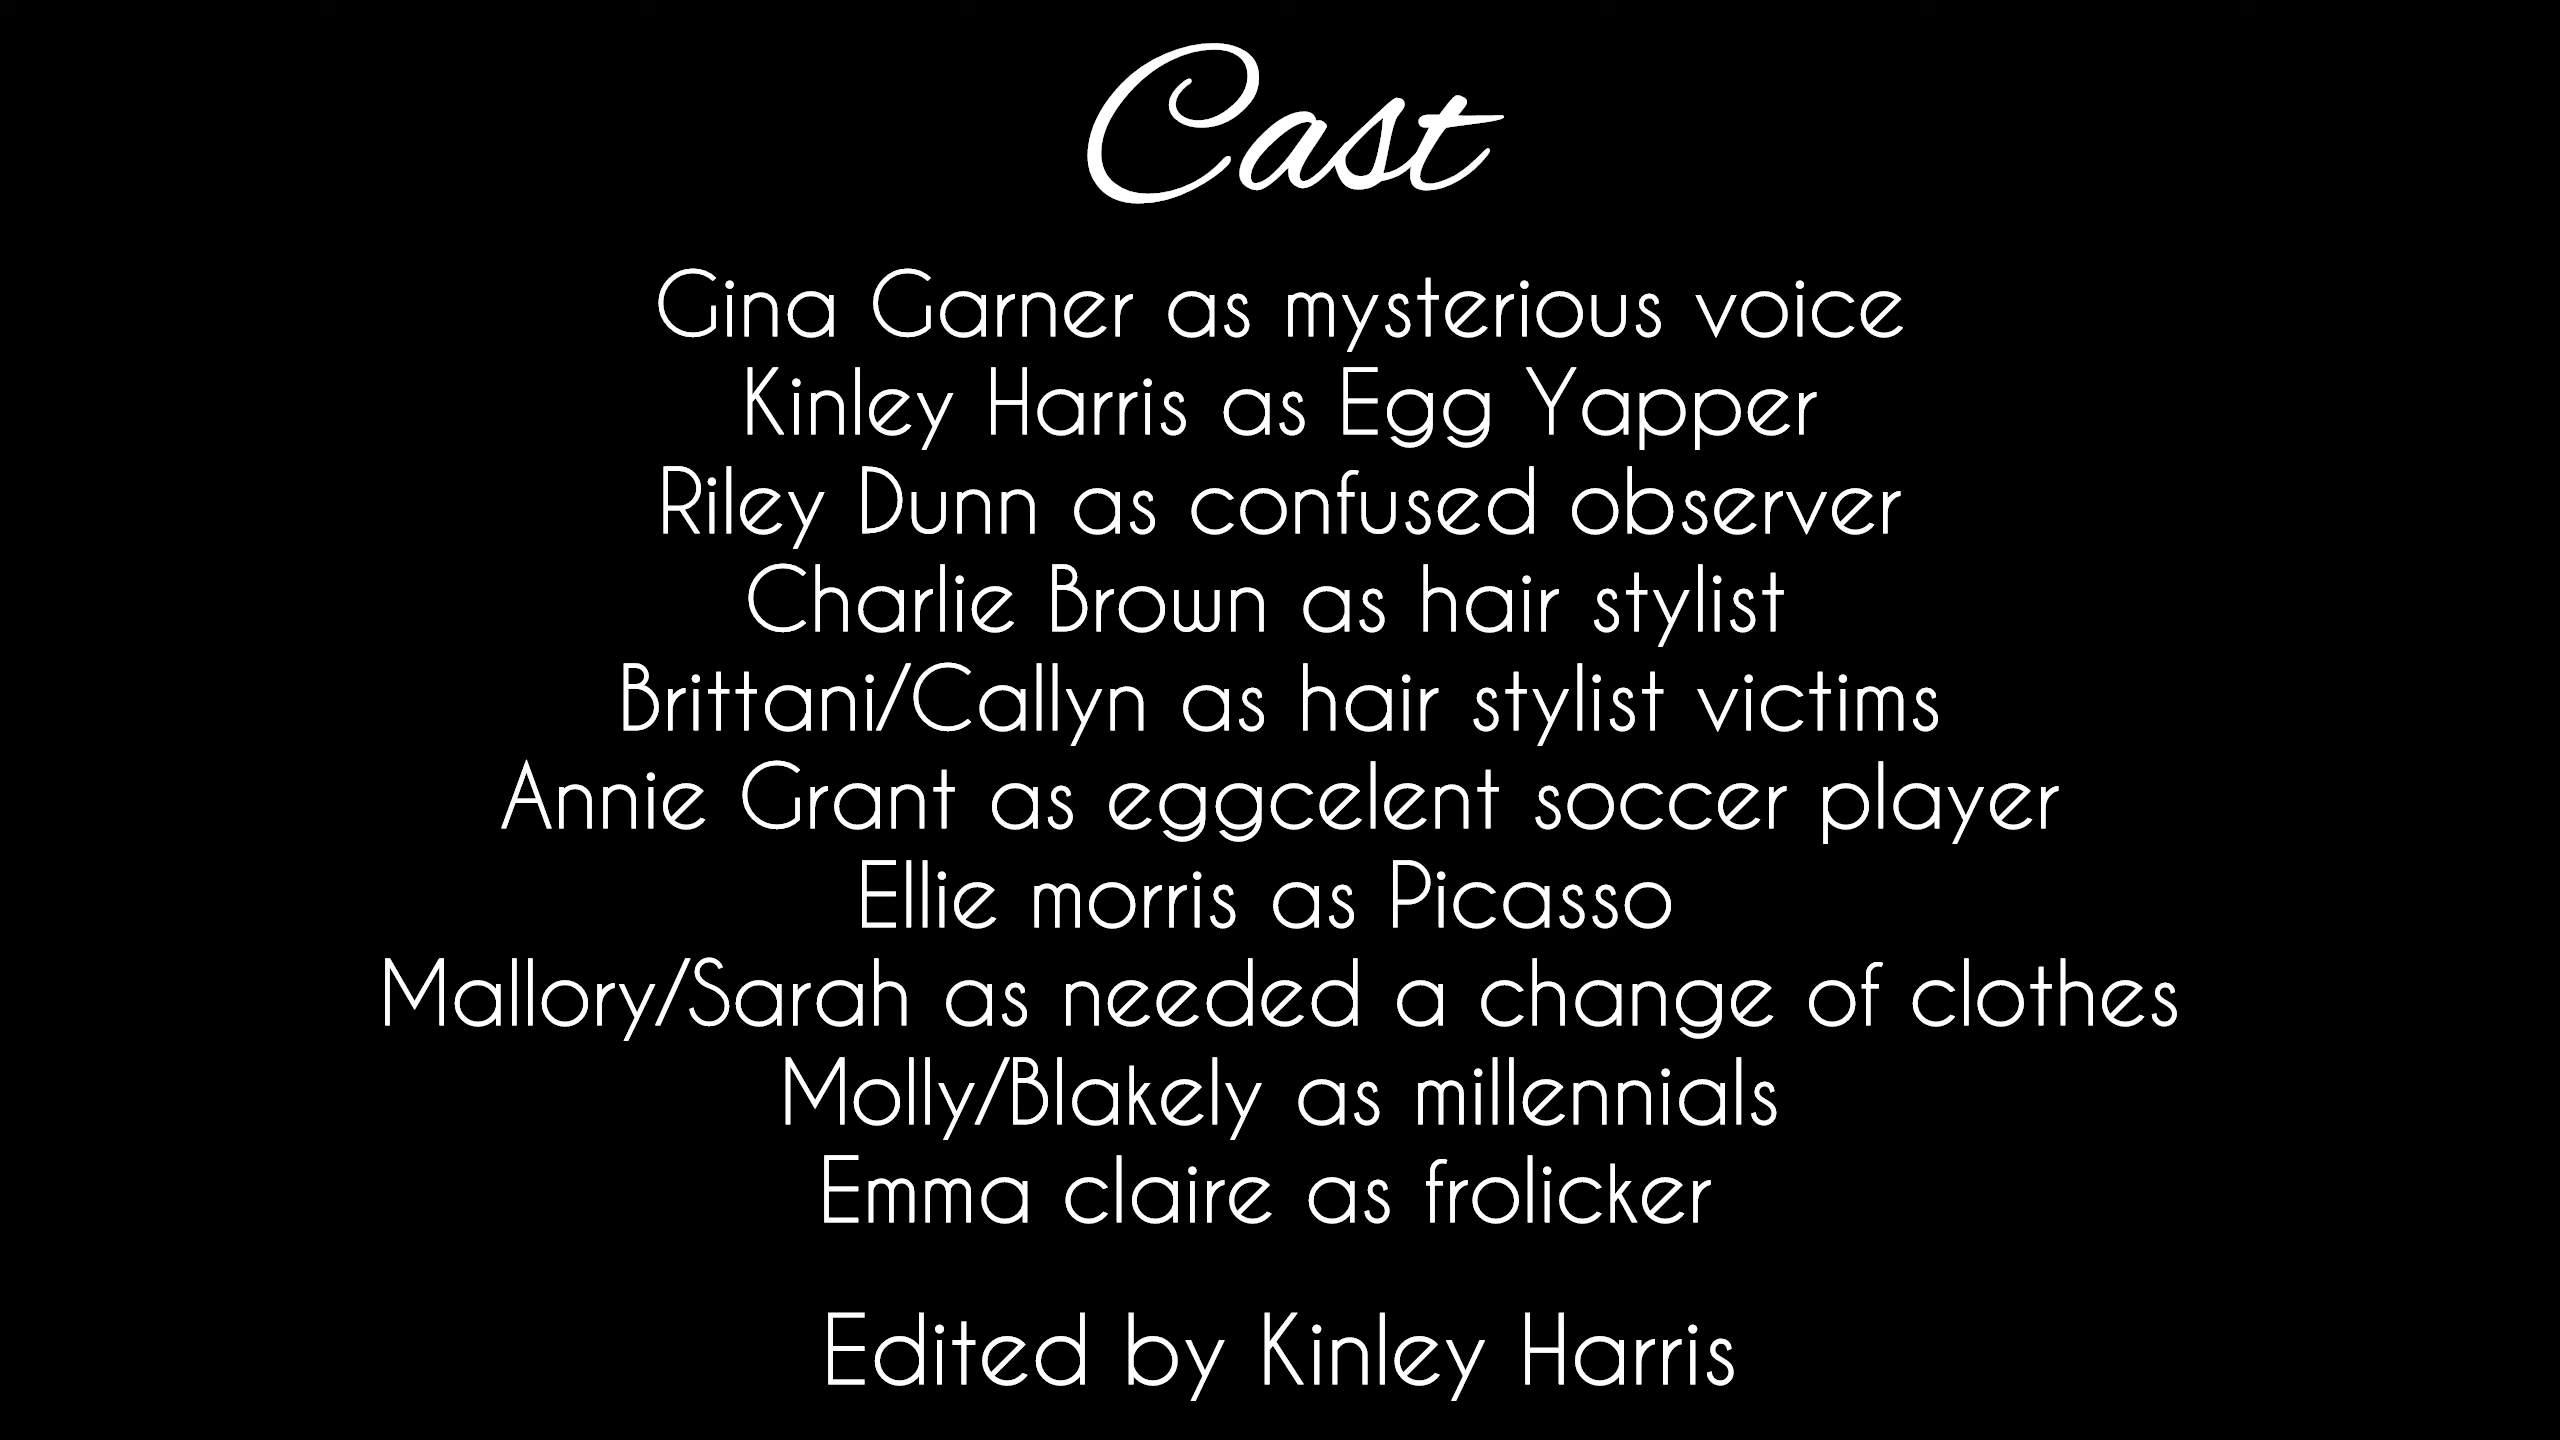 Cast
Gina Garner as mysterious voice
Kinley Harris as Egg Yapper
Riley Dunn as confused observer
Charlie Brown as hair stylist
Brittani/Callyn as hair stylist victims
Annie Grant as eggcelent soccer player
Ellie morris as Picasso
Mallory/Sarah as needed a change of clothes
Molly/Blakely as millennials
Emma claire as frolicker
Edited by Kinley Harris